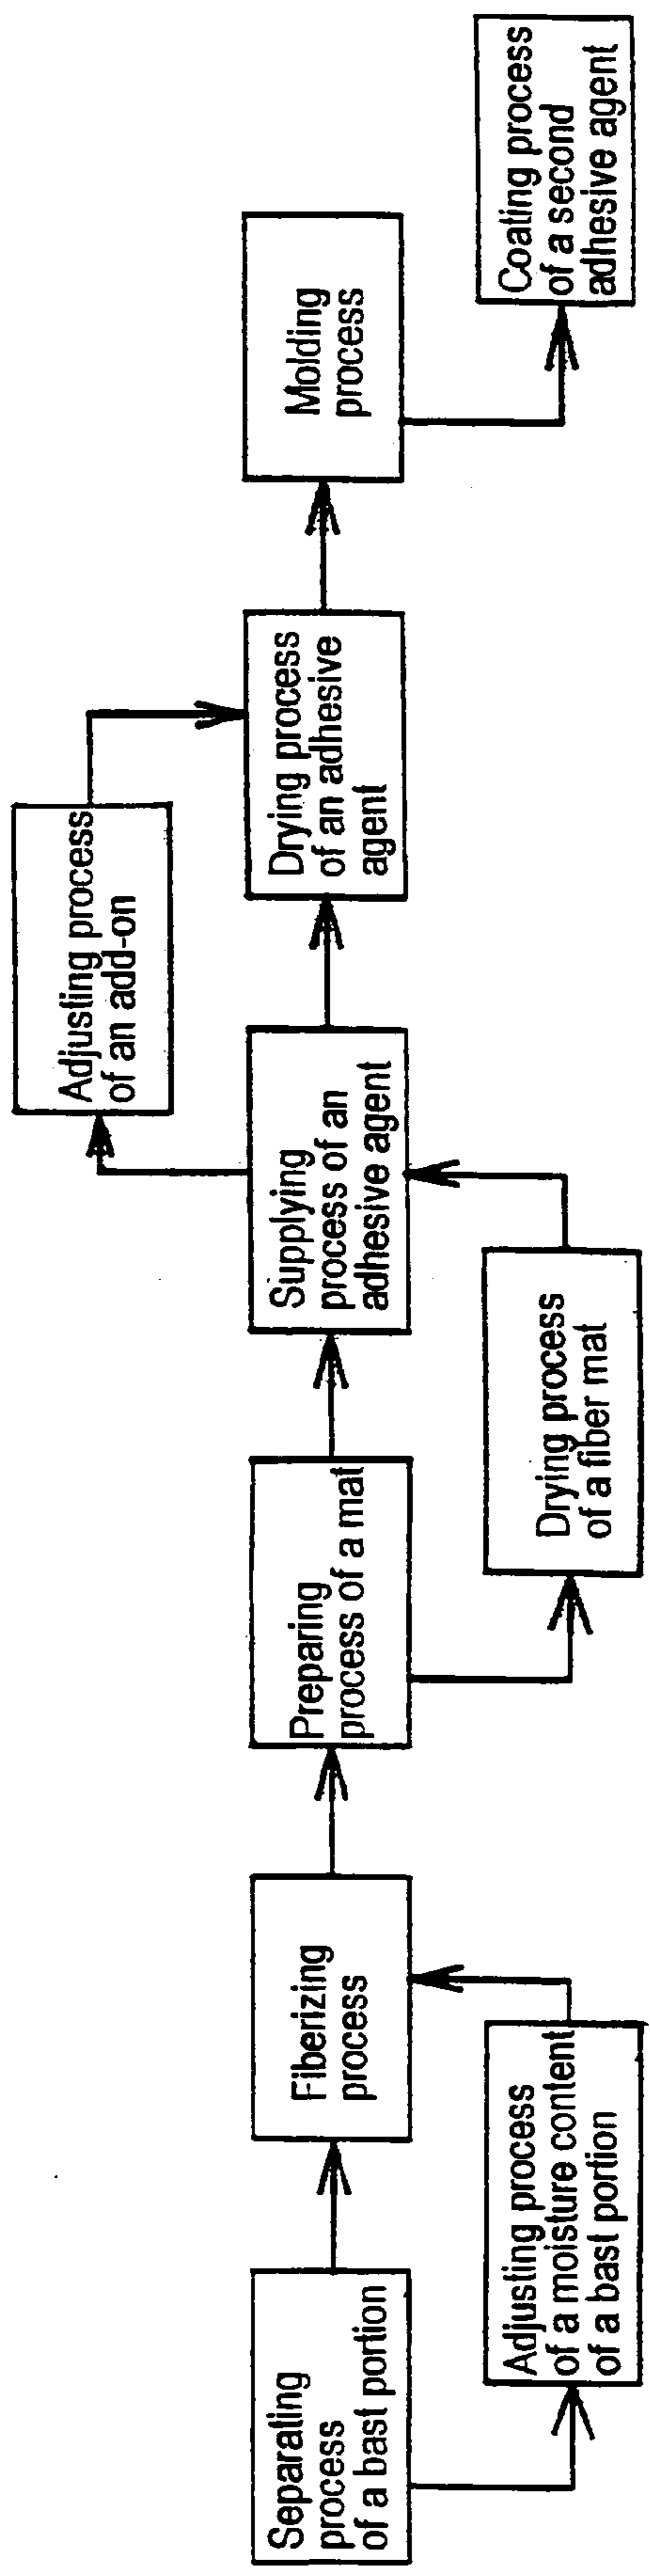 Separating
process
of a bast portion
Adjusting process
of a moisture content
of a bast portion
Fiberizing
process
Preparing
process of a mat
Drying process
of a fiber mat
Supplying
process of an
adhesive agent
Adjusting process
of an add-on
Drying process
of an adhesive
agent
Molding
process
Coating process
of a second
adhesive agent